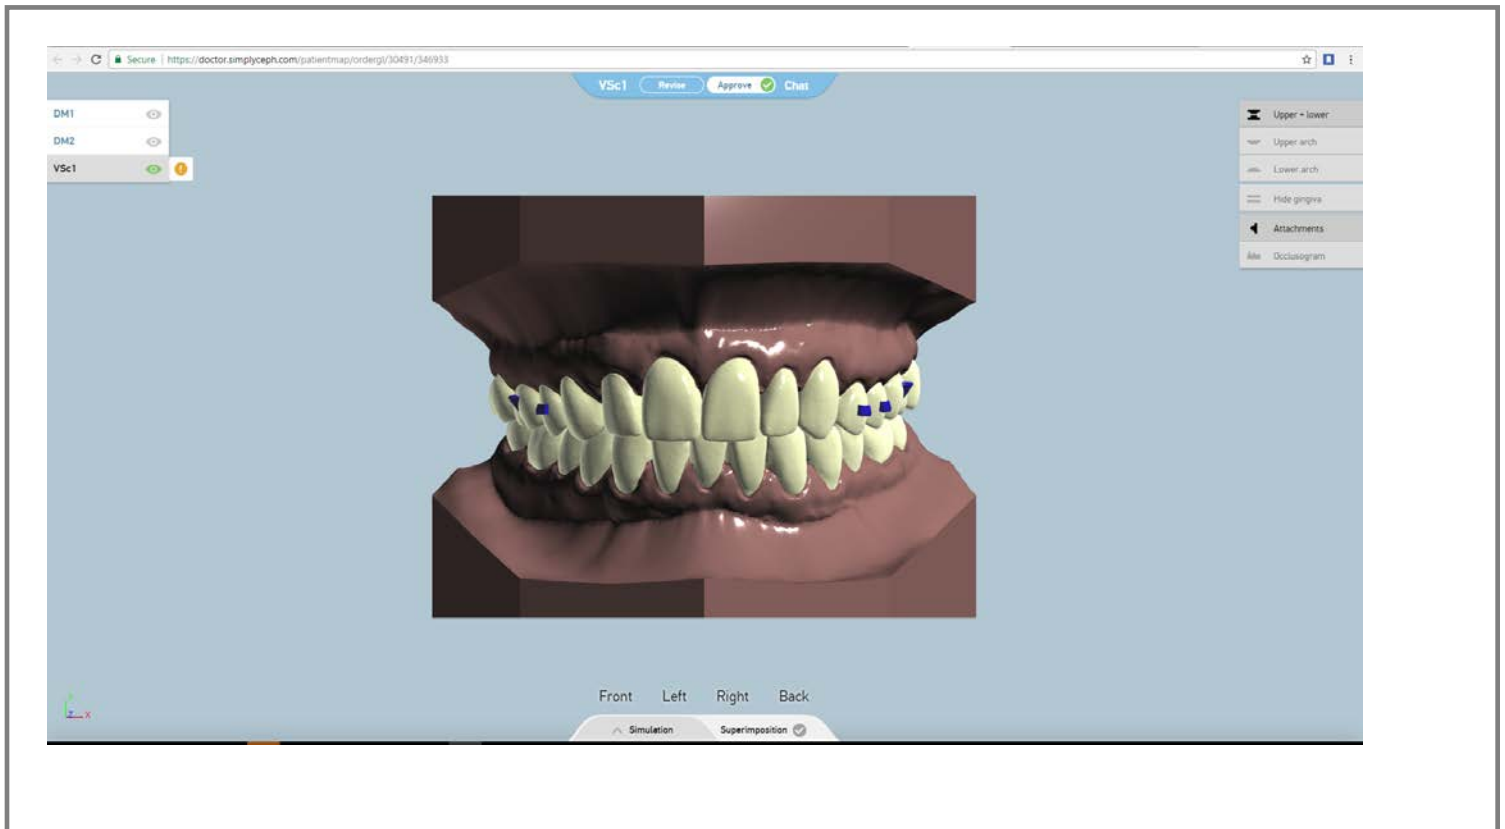 Secure | https://doctor.simplyceph.com/patientmap/ordergl/30491/346933
VSc1 Revise Approve Chat
DM1
DM2
VSc1
Upper + lower
Upper arch
Lower arch
Hide gingiva
Attachments
Occlusogram
Front Left Right Back
Simulation Superimposition
Z X